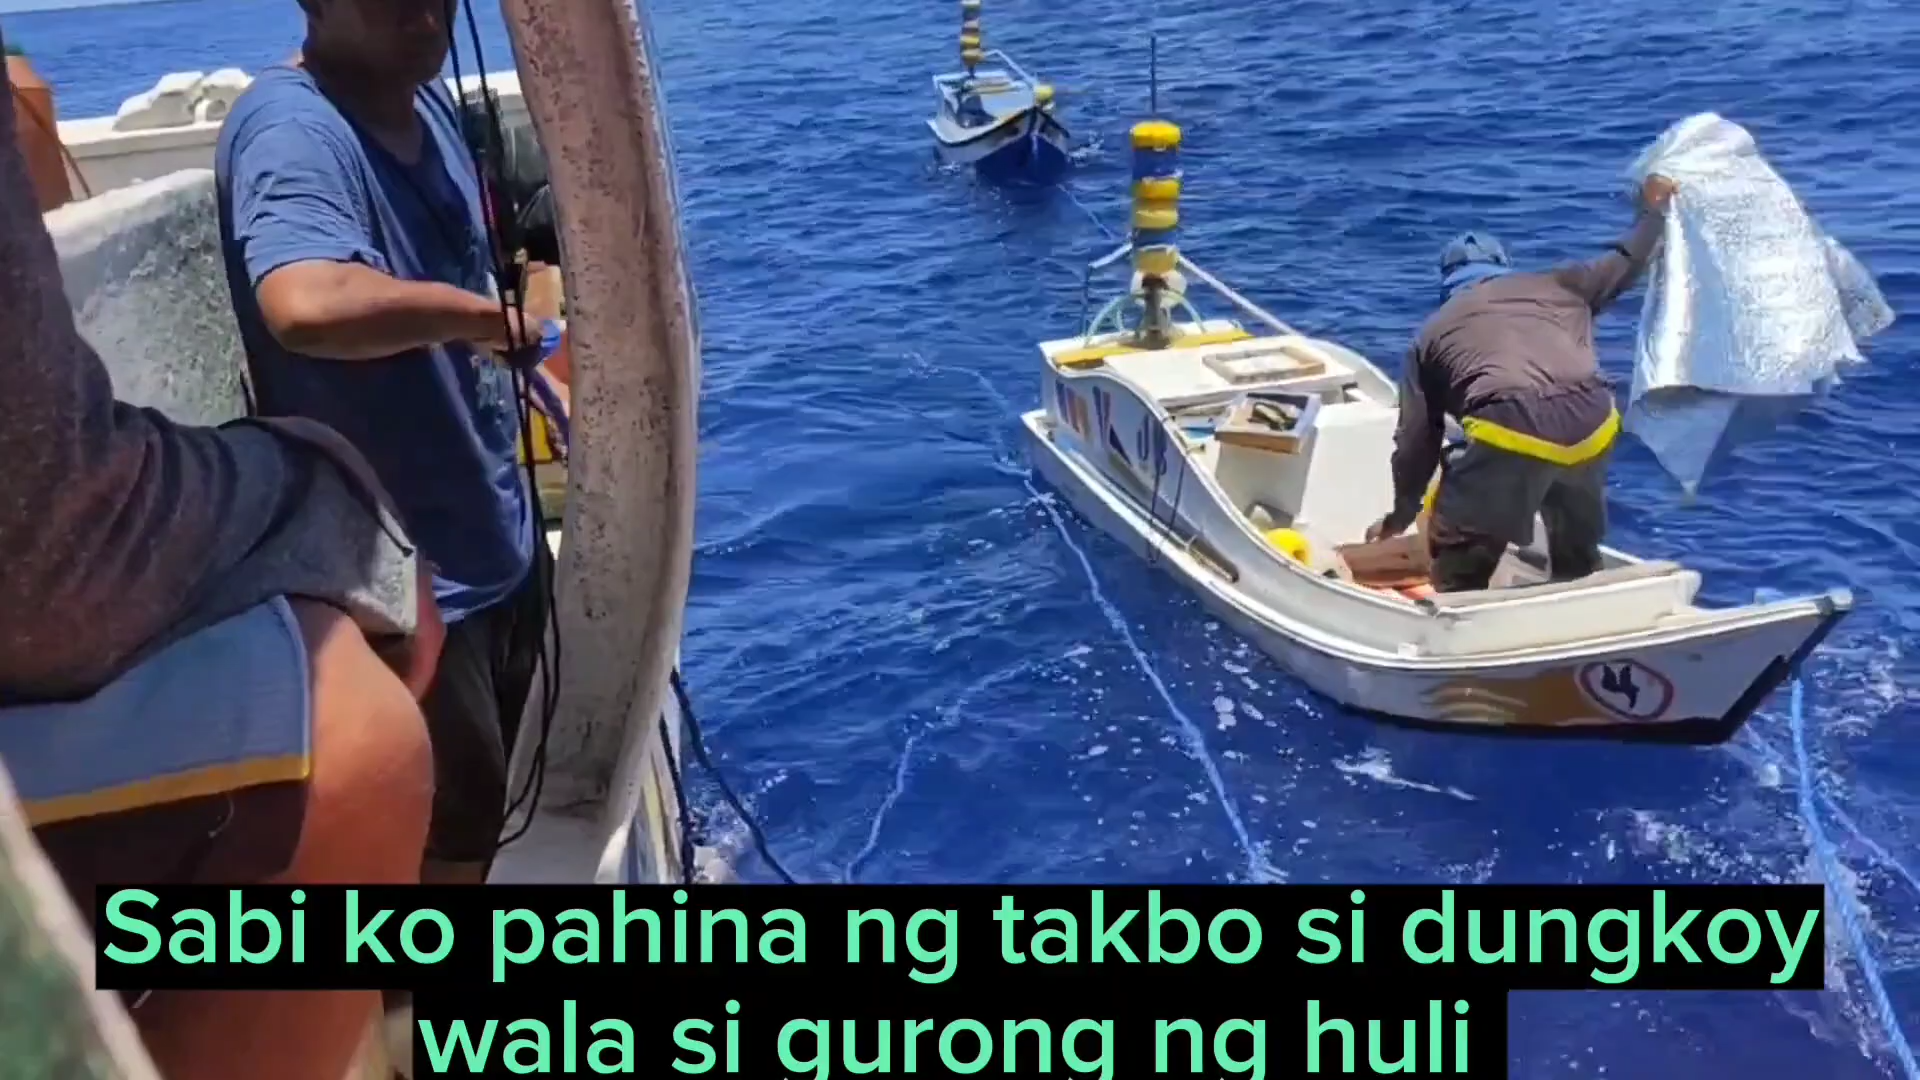 Sabi ko pahina ng takbo si dungkoy
wala si gurong ng huli